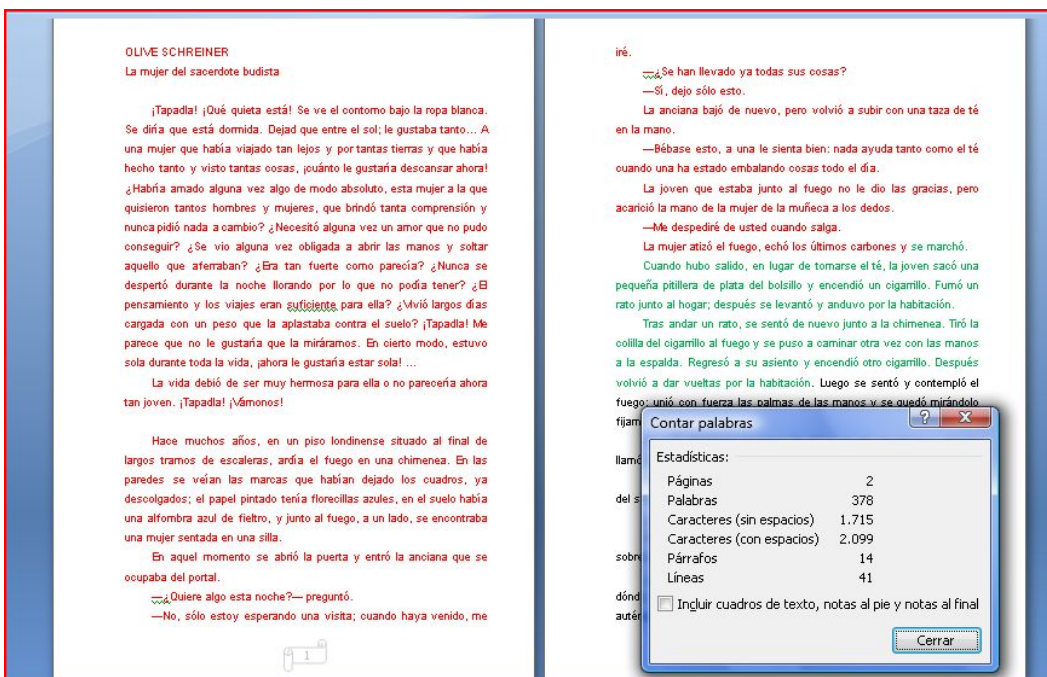 OLIVE SCHREINER
La mujer del sacerdote budista
¡Tapadla! ¡Qué quieta está! Se ve el contorno bajo la ropa blanca.
Se diría que está dormida. Dejad que entre el sol; le gustaba tanto... A
una mujer que había viajado tan lejos y por tantas tierras y que había
hecho tanto y visto tantas cosas, ¡cuánto le gustaría descansar ahora!
¿Habría amado alguna vez algo de modo absoluto, esta mujer a la que
quisieron tantos hombres y mujeres, que brindó tanta comprensión y
nunca pidió nada a cambio? ¿Necesitó alguna vez un amor que no pudo
conseguir? ¿Se vio alguna vez obligada a abrir las manos y soltar
aquello que aferraban? ¿Era tan fuerte como parecía? ¿Nunca se
despertó durante la noche llorando por lo que no podía tener? ¿El
pensamiento y los viajes eran suficiente para ella? ¿Vivió largos días
cargada con un peso que la aplastaba contra el suelo? ¡Tapadla! Me
parece que no le gustaría que la miráramos. En cierto modo, estuvo
sola durante toda la vida, ¡ahora le gustaría estar sola! ...
La vida debió de ser muy hermosa para ella o no parecería ahora
tan joven. ¡Tapadla! ¡Vámonos!
Hace muchos años, en un piso londinense situado al final de
largos tramos de escaleras, ardía el fuego en una chimenea. En las
paredes se veían las marcas que habían dejado los cuadros, ya
descolgados; el papel pintado tenía florecillas azules, en el suelo había
una alfombra azul de fieltro, y junto al fuego, a un lado, se encontraba
una mujer sentada en una silla.
En aquel momento se abrió la puerta y entró la anciana que se
ocupaba del portal.
—¿Quiere algo esta noche?— preguntó.
—No, sólo estoy esperando una visita; cuando haya venido, me
1
iré.
—¿Se han llevado ya todas sus cosas?
—Sí, dejo sólo esto.
La anciana bajó de nuevo, pero volvió a subir con una taza de té
en la mano.
—Bébase esto, a una le sienta bien: nada ayuda tanto como el té
cuando una ha estado embalando cosas todo el día.
La joven que estaba junto al fuego no le dio las gracias, pero
acarició la mano de la mujer de la muñeca a los dedos.
—Me despediré de usted cuando salga.
La mujer atizó el fuego, echó los últimos carbones y se marchó.
Cuando hubo salido, en lugar de tomarse el té, la joven sacó una
pequeña pitillera de plata del bolsillo y encendió un cigarrillo. Fumó un
rato junto al hogar; después se levantó y anduvo por la habitación.
Tras andar un rato, se sentó de nuevo junto a la chimenea. Tiró la
colilla del cigarrillo al fuego y se puso a caminar otra vez con las manos
a la espalda. Regresó a su asiento y encendió otro cigarrillo. Después
volvió a dar vueltas por la habitación. Luego se sentó y contempló el
fuego; unió con fuerza las palmas de las manos y se quedó mirándolo
fijam
llamó
del s
sobre
dónd
autén
Contar palabras
Estadísticas:
Páginas 2
Palabras 378
Caracteres (sin espacios) 1.715
Caracteres (con espacios) 2.099
Párrafos 14
Líneas 41
Incluir cuadros de texto, notas al pie y notas al final
Cerrar